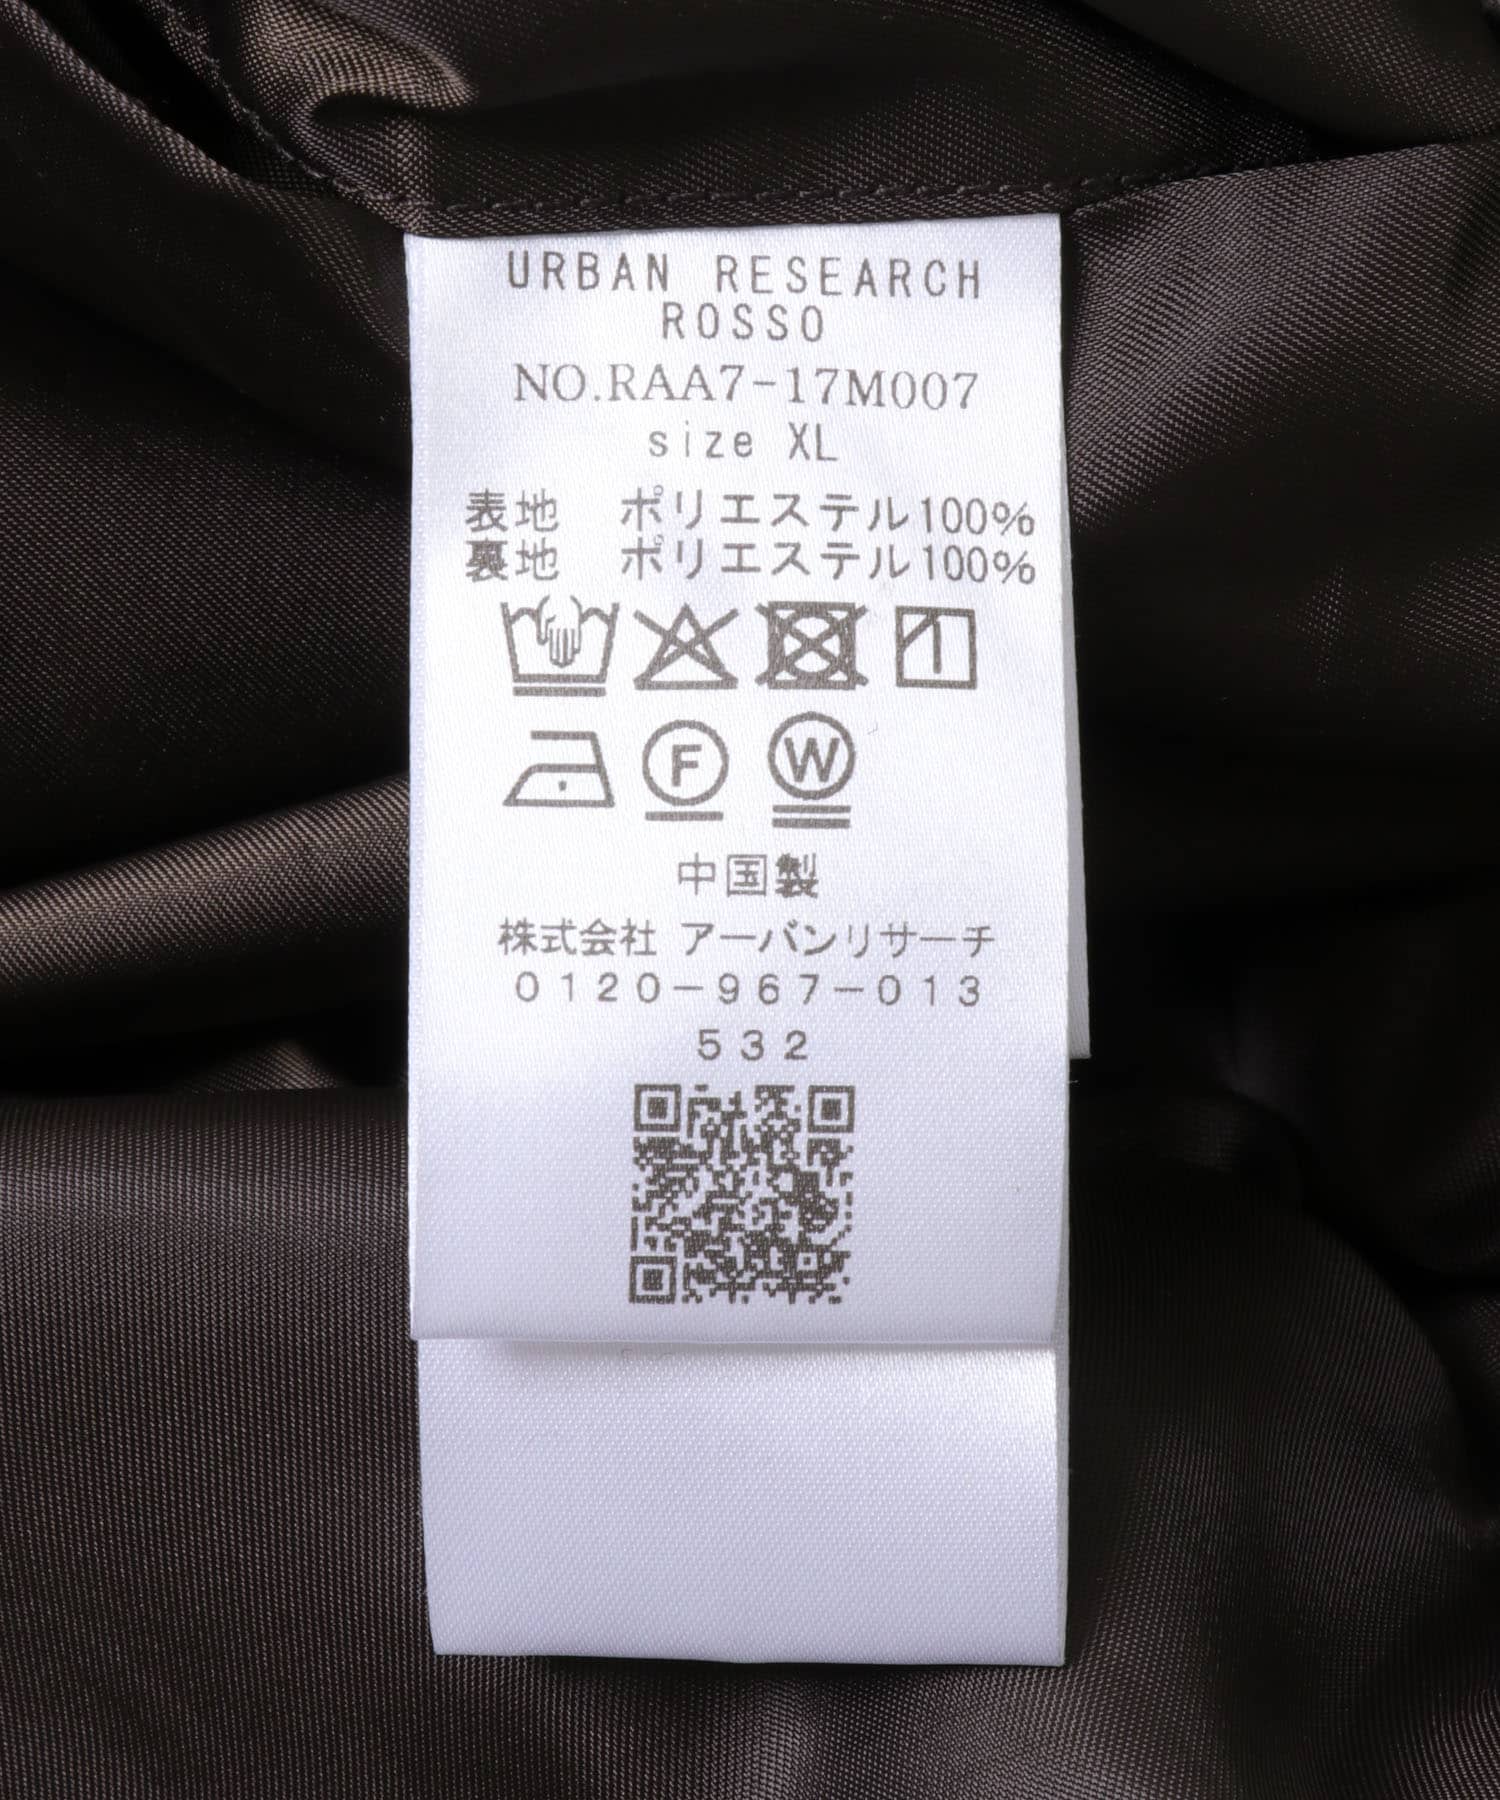 URBAN RESEARCH
ROSSO
NO.RAA7-17M007
size XL
表地 ポリエステル100%
裏地 ポリエステル100%
F W
中国製
株式会社 アーバンリサーチ
0120-967-013
532